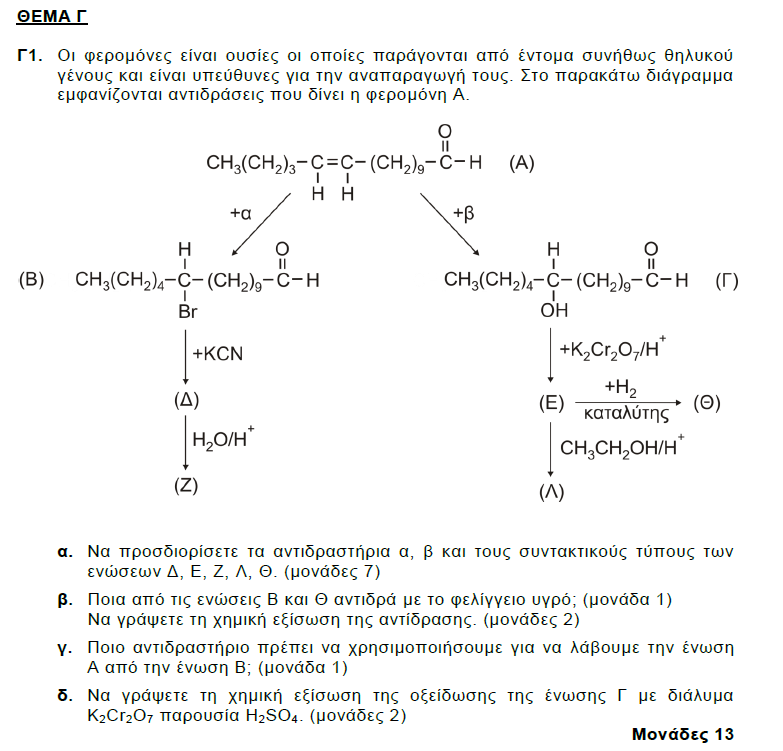 ΘΕΜΑ Γ
Γ1. Οι φερομόνες είναι ουσίες οι οποίες παράγονται από έντομα συνήθως θηλυκού
γένους και είναι υπεύθυνες για την αναπαραγωγή τους. Στο παρακάτω διάγραμμα
εμφανίζονται αντιδράσεις που δίνει η φερομόνη Α.
O
CH₃(CH₂)₃–C=C–(CH₂)₉–C–H (A)
H H
+α +β
H O H O
(B) CH₃(CH₂)₄–C–(CH₂)₉–C–H CH₃(CH₂)₄–C–(CH₂)₉–C–H (Γ)
Br OH
+KCN +K₂Cr₂O₇/H⁺
(Δ) (E) +H₂ καταλύτης (Θ)
H₂O/H⁺ CH₃CH₂OH/H⁺
(Z) (Λ)
α. Να προσδιορίσετε τα αντιδραστήρια α, β και τους συντακτικούς τύπους των
ενώσεων Δ, Ε, Ζ, Λ, Θ. (μονάδες 7)
β. Ποια από τις ενώσεις Β και Θ αντιδρά με το φελίγγειο υγρό; (μονάδα 1)
Να γράψετε τη χημική εξίσωση της αντίδρασης. (μονάδες 2)
γ. Ποιο αντιδραστήριο πρέπει να χρησιμοποιήσουμε για να λάβουμε την ένωση
Α από την ένωση Β; (μονάδα 1)
δ. Να γράψετε τη χημική εξίσωση της οξείδωσης της ένωσης Γ με διάλυμα
K₂Cr₂O₇ παρουσία H₂SO₄. (μονάδες 2)
Μονάδες 13